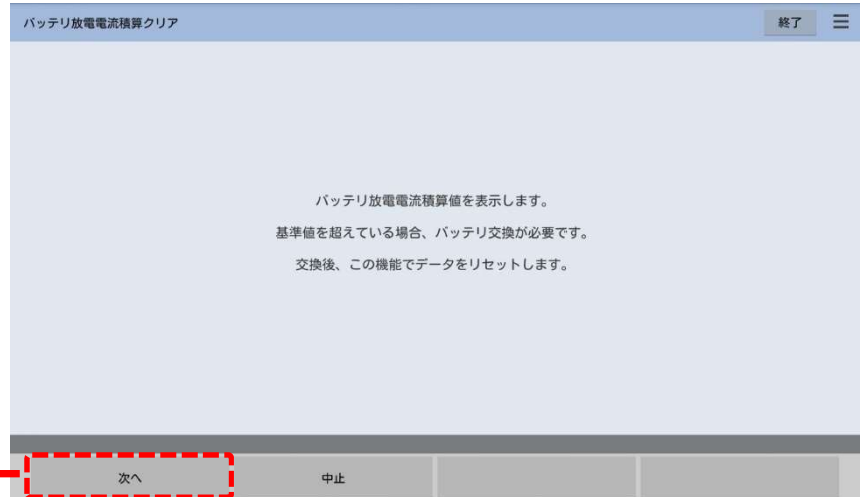 バッテリ放電電流積算クリア
終了
バッテリ放電電流積算値を表示します。
基準値を超えている場合、バッテリ交換が必要です。
交換後、この機能でデータをリセットします。
次へ
中止